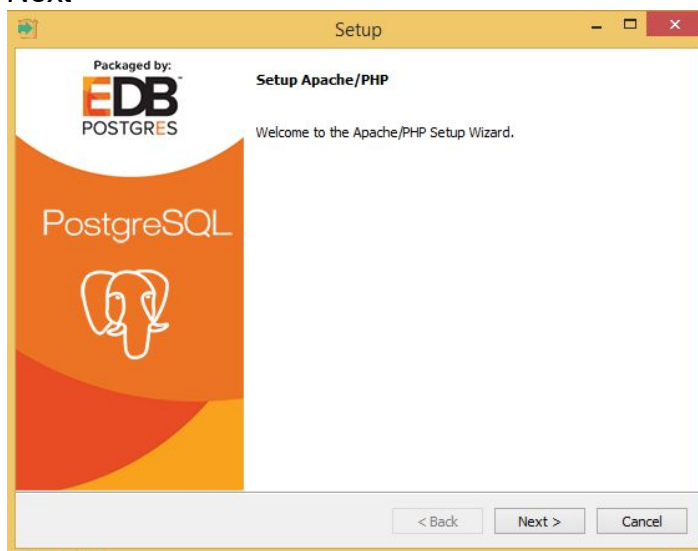 Setup
Packaged by:
EDB
POSTGRES
Setup Apache/PHP
Welcome to the Apache/PHP Setup Wizard.
PostgreSQL
< Back
Next >
Cancel